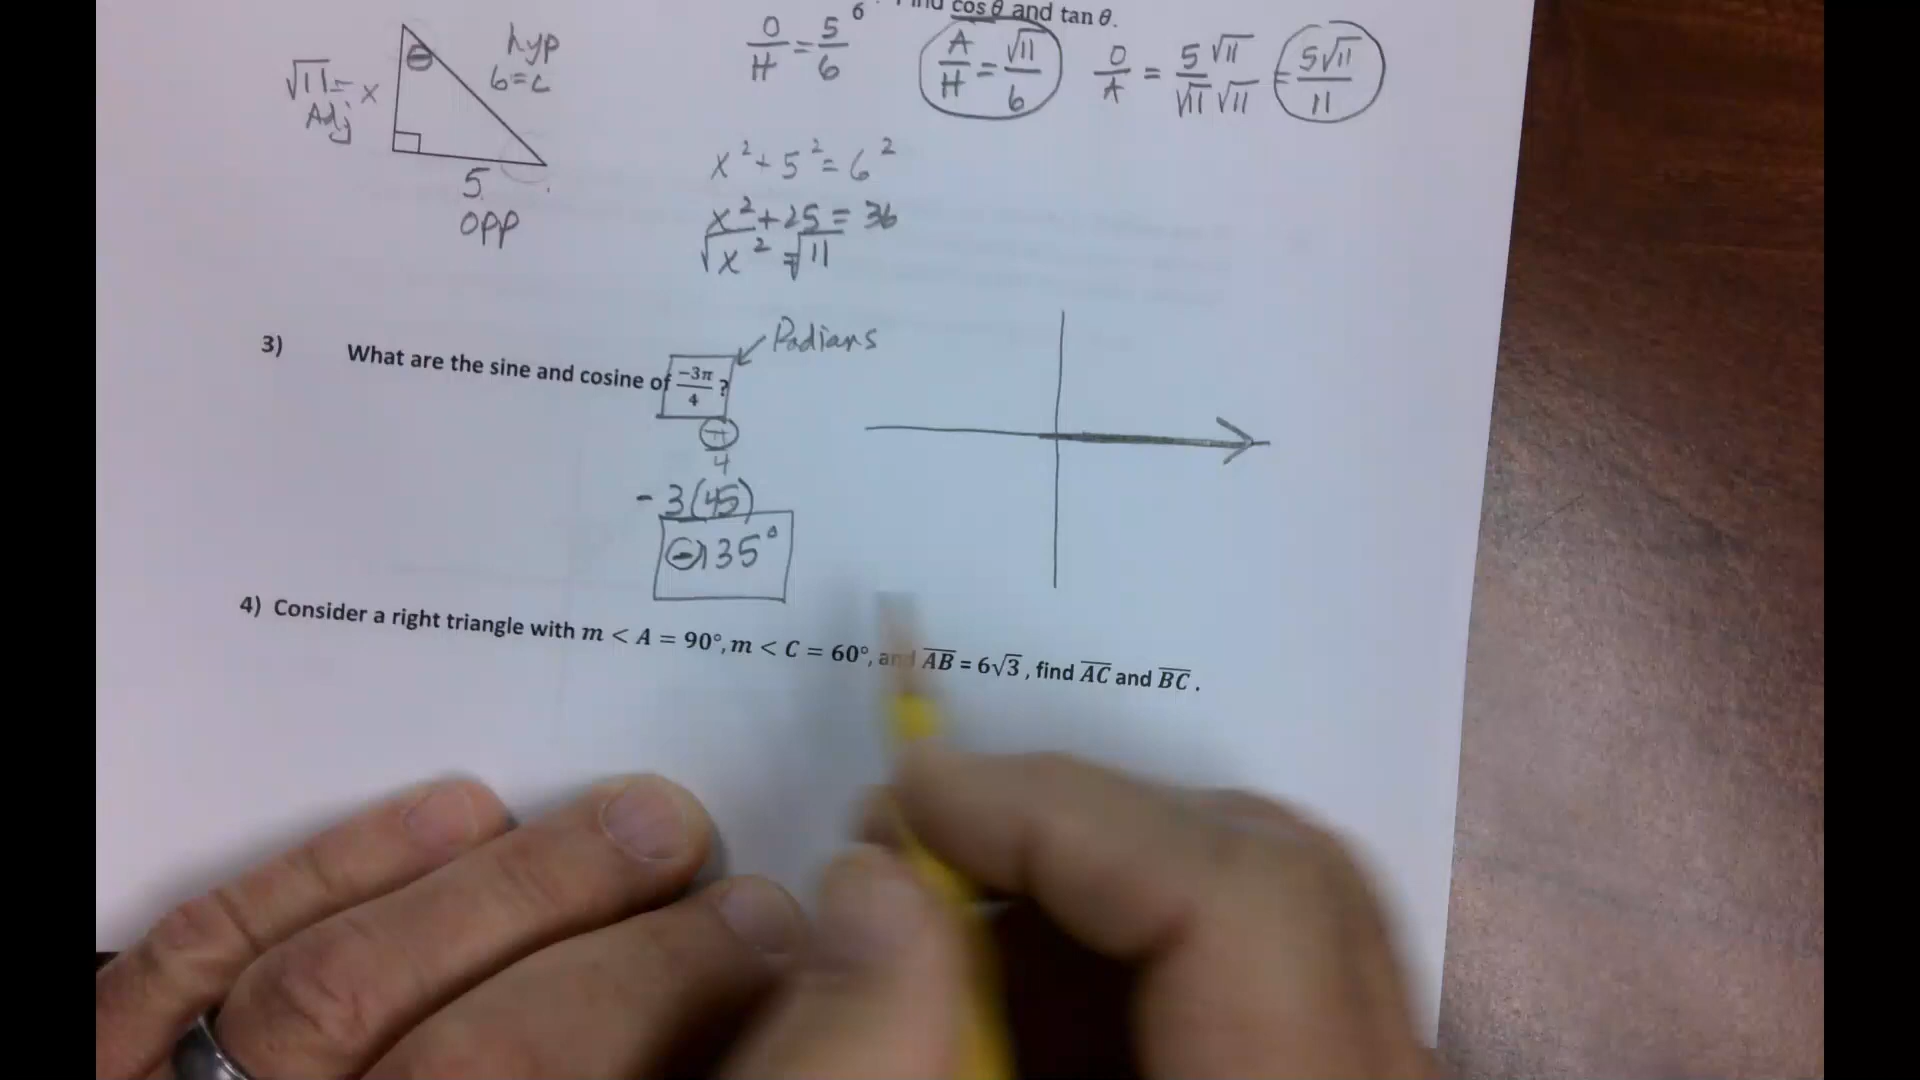 6
cos θ and tan θ.
hyp
6=c
√11=x
Adj
θ
5
opp
O/H = 5/6
A/H = √11/6
O/A = 5√11/√11√11 = 5√11/11
x² + 5² = 6²
x² + 25 = 36
√x² = √11
3) What are the sine and cosine of −3π/4 ?
Radians
π/4
- 3(45)
-135°
4) Consider a right triangle with m < A = 90°, m < C = 60°, and AB = 6√3 , find AC and BC .